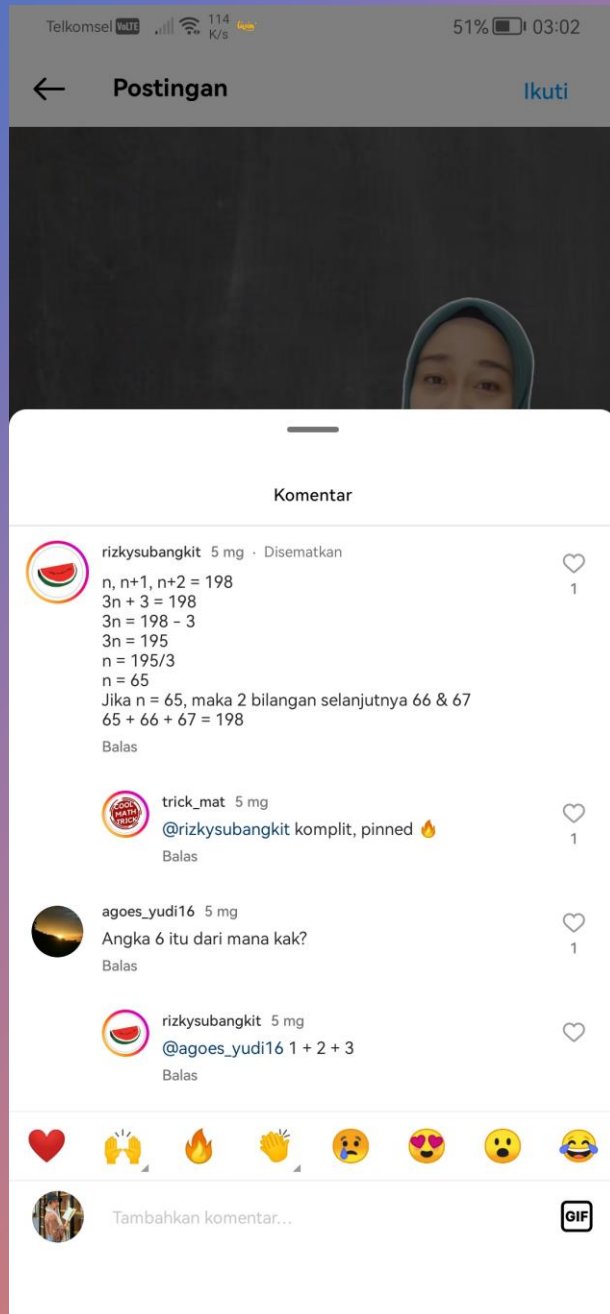 Telkomsel VoLTE 114 K/s 51% 03:02
Postingan Ikuti
Komentar
rizkysubangkit 5 mg · Disematkan
n, n+1, n+2 = 198
3n + 3 = 198
3n = 198 - 3
3n = 195
n = 195/3
n = 65
Jika n = 65, maka 2 bilangan selanjutnya 66 & 67
65 + 66 + 67 = 198
1
Balas
COOL MATH TRICK
trick_mat 5 mg
@rizkysubangkit komplit, pinned 🔥
1
Balas
agoes_yudi16 5 mg
Angka 6 itu dari mana kak?
1
Balas
rizkysubangkit 5 mg
@agoes_yudi16 1 + 2 + 3
Balas
Tambahkan komentar...
GIF